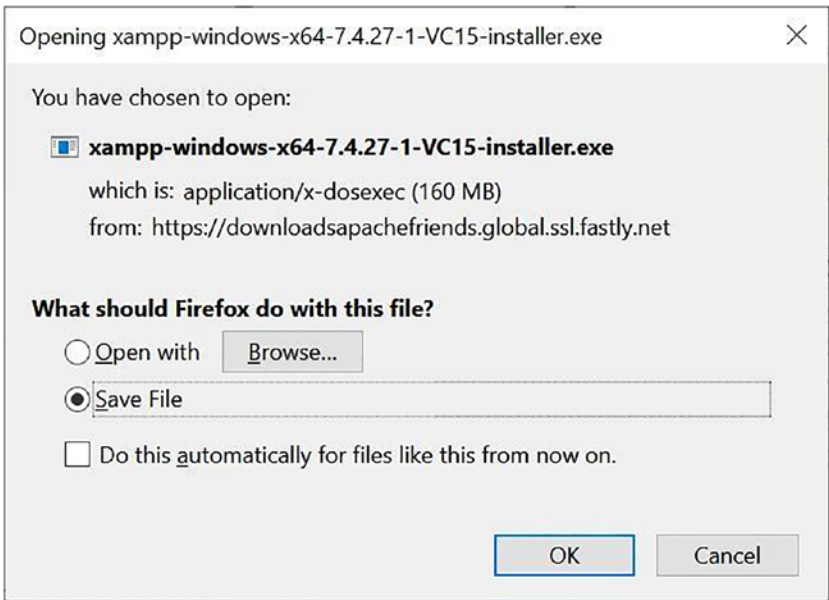 Opening xampp-windows-x64-7.4.27-1-VC15-installer.exe
You have chosen to open:
xampp-windows-x64-7.4.27-1-VC15-installer.exe
which is: application/x-dosexec (160 MB)
from: https://downloadsapachefriends.global.ssl.fastly.net
What should Firefox do with this file?
Open with Browse...
Save File
Do this automatically for files like this from now on.
OK Cancel